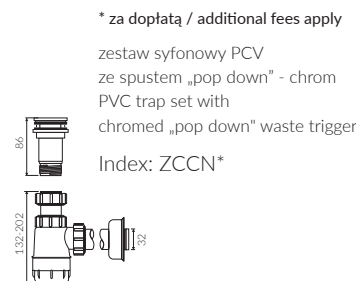 * za dopłatą / additional fees apply
zestaw syfonowy PCV
ze spustem „pop down” - chrom
PVC trap set with
chromed „pop down" waste trigger
Index: ZCCN*
86
132-202
32